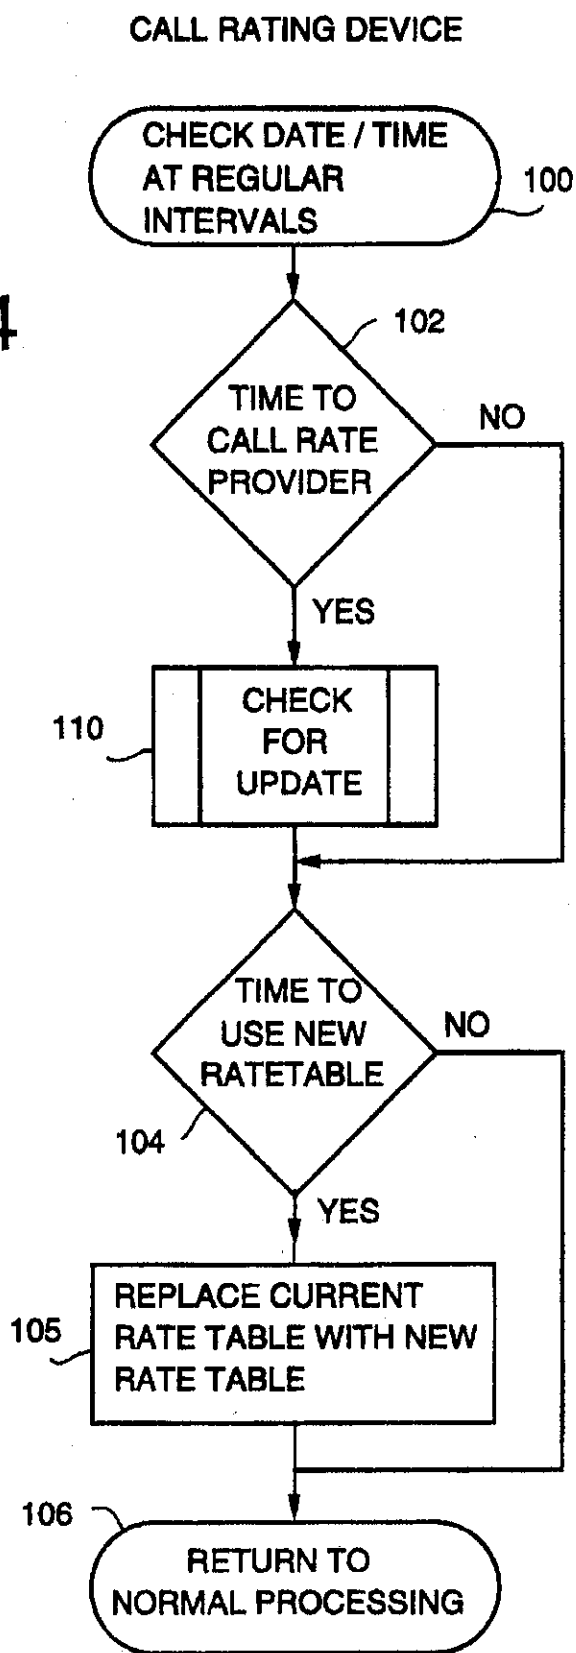 CALL RATING DEVICE
CHECK DATE / TIME
AT REGULAR
INTERVALS
100
4
102
TIME TO
CALL RATE
PROVIDER
NO
YES
110
CHECK
FOR
UPDATE
TIME TO
USE NEW
RATETABLE
NO
104
YES
105
REPLACE CURRENT
RATE TABLE WITH NEW
RATE TABLE
106
RETURN TO
NORMAL PROCESSING